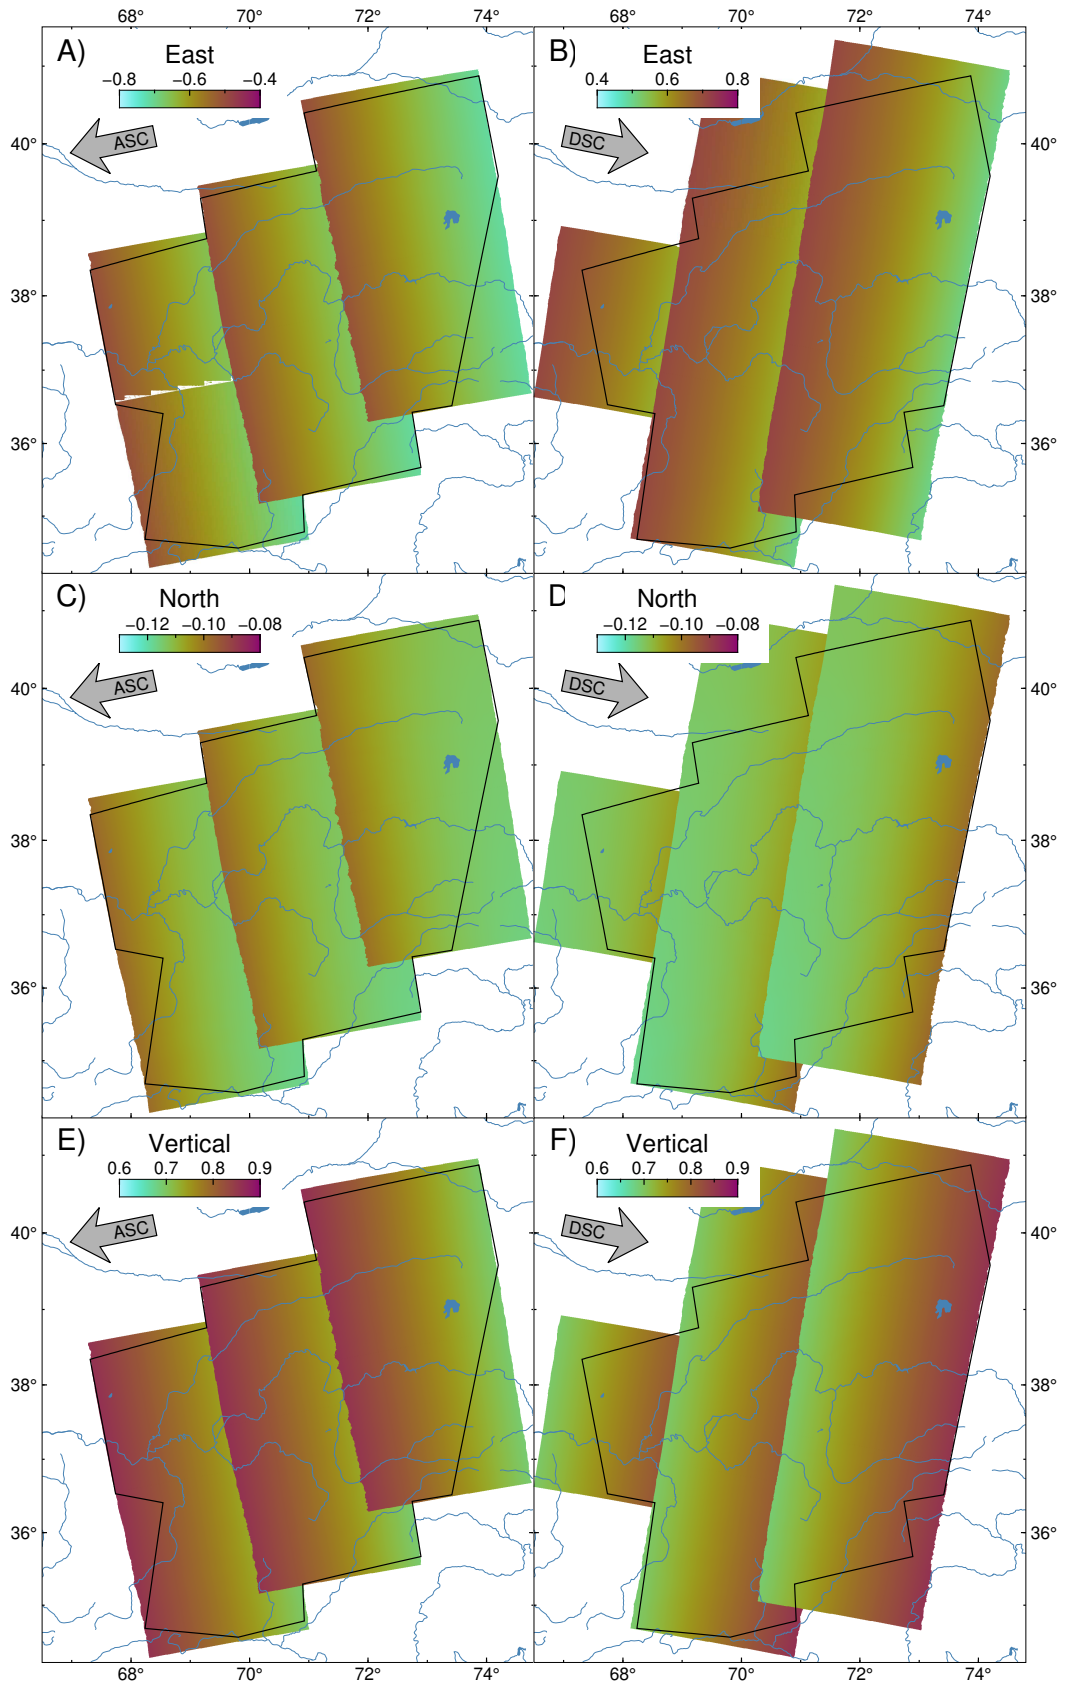 68° 70° 72° 74° 68° 70° 72° 74°
A) East
−0.8 −0.6 −0.4
ASC
B) East
0.4 0.6 0.8
DSC
40° 40°
38° 38°
36° 36°
C) North
−0.12 −0.10 −0.08
ASC
D North
−0.12 −0.10 −0.08
DSC
40° 40°
38° 38°
36° 36°
E) Vertical
0.6 0.7 0.8 0.9
ASC
F) Vertical
0.6 0.7 0.8 0.9
DSC
40° 40°
38° 38°
36° 36°
68° 70° 72° 74° 68° 70° 72° 74°